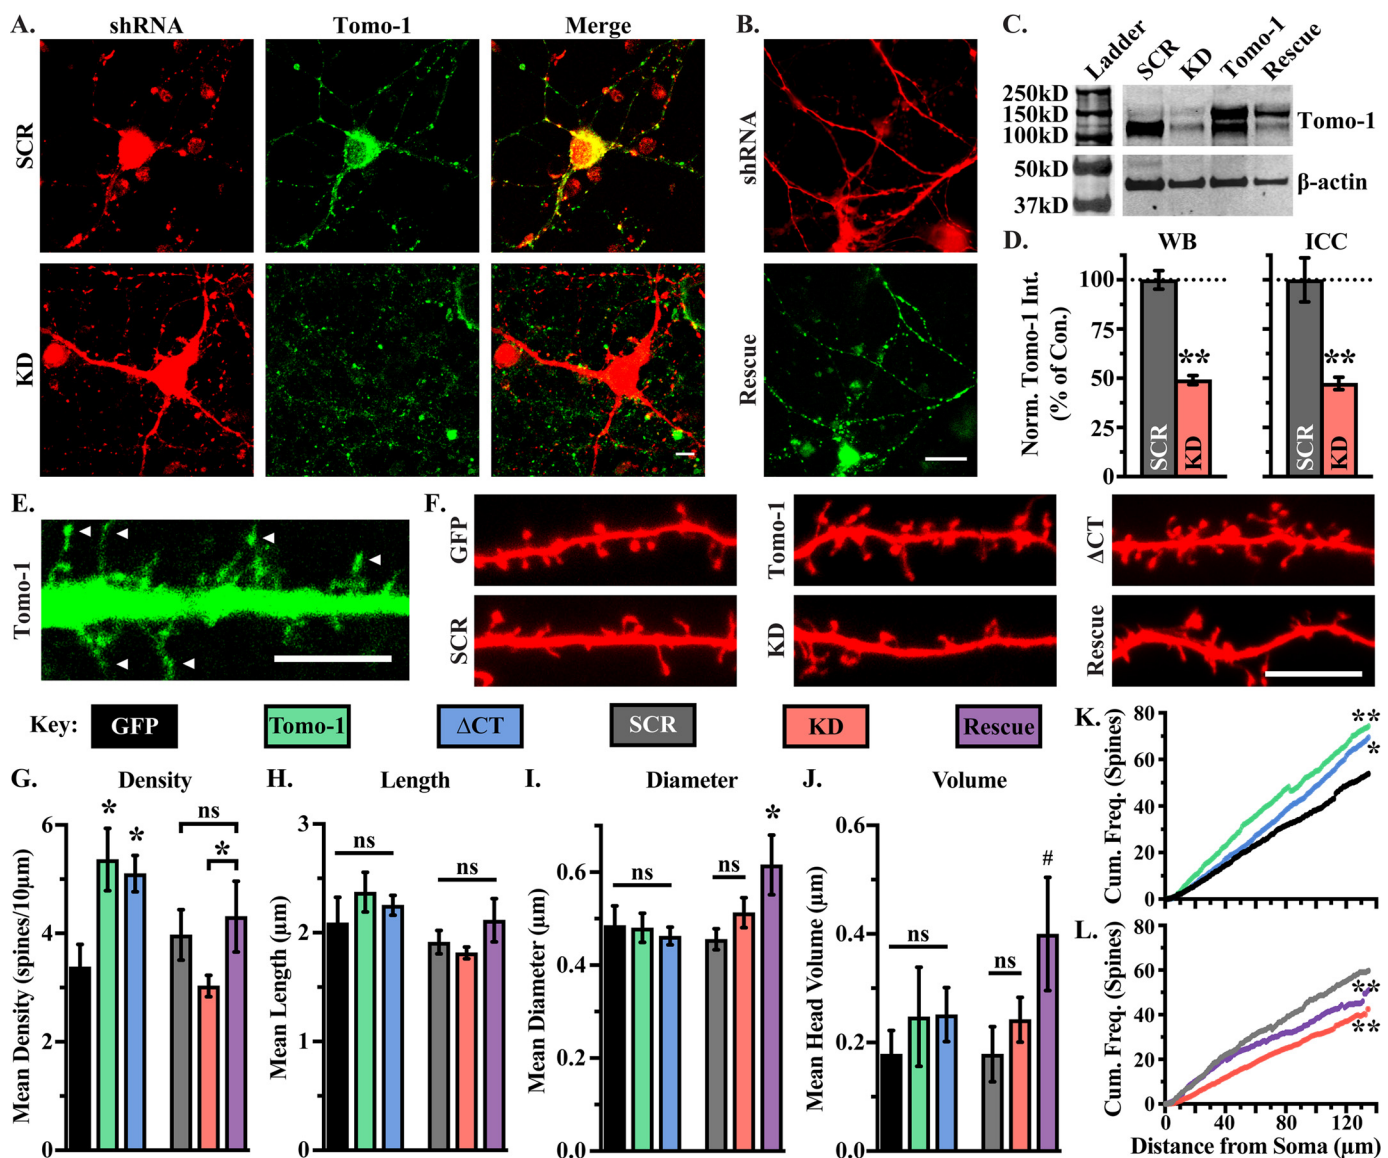 A.
shRNA
Tomo-1
Merge
SCR
KD
B.
shRNA
Rescue
C.
Ladder
SCR
KD
Tomo-1
Rescue
250kD
150kD
100kD
Tomo-1
50kD
37kD
β-actin
D.
WB
ICC
Norm. Tomo-1 Int.
(% of Con.)
100
75
50
25
0
SCR
KD
**
SCR
KD
**
E.
Tomo-1
F.
GFP
Tomo-1
ΔCT
SCR
KD
Rescue
Key:
GFP
Tomo-1
ΔCT
SCR
KD
Rescue
G.
Density
Mean Density (spines/10μm)
6
4
2
0
*
*
ns
*
H.
Length
Mean Length (μm)
3
2
1
0
ns
ns
I.
Diameter
Mean Diameter (μm)
0.6
0.4
0.2
0.0
ns
ns
*
J.
Volume
Mean Head Volume (μm)
0.6
0.4
0.2
0.0
ns
ns
#
K.
Cum. Freq. (Spines)
80
60
40
20
0
**
*
L.
Cum. Freq. (Spines)
80
60
40
20
0
**
**
0
40
80
120
Distance from Soma (μm)